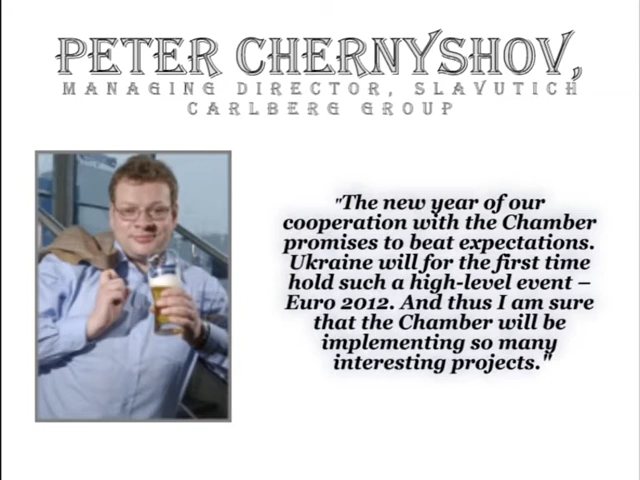 PETER CHERNYSHOV,
MANAGING DIRECTOR, SLAVUTICH
CARLBERG GROUP
"The new year of our
cooperation with the Chamber
promises to beat expectations.
Ukraine will for the first time
hold such a high-level event –
Euro 2012. And thus I am sure
that the Chamber will be
implementing so many
interesting projects."